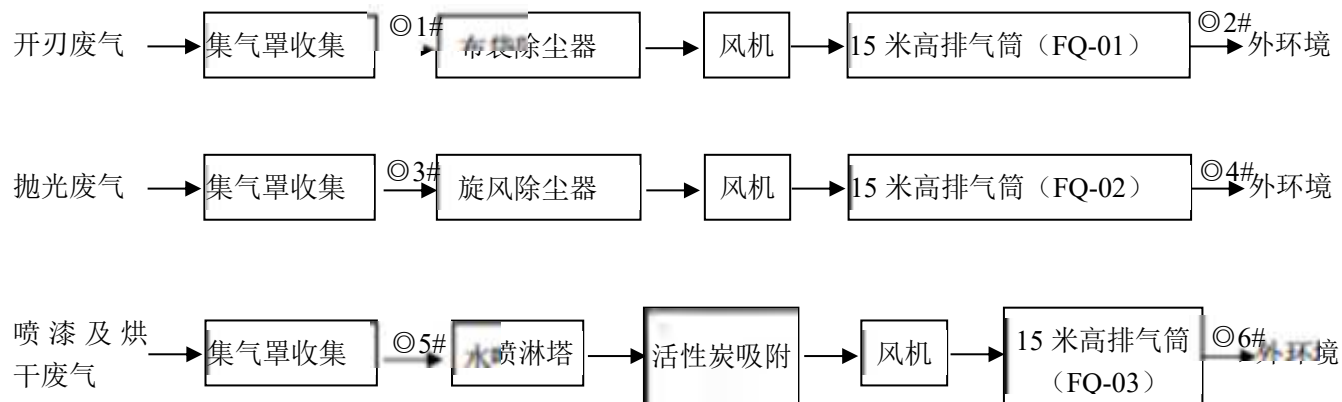 开刃废气 集气罩收集 ◎1# 布袋除尘器 风机 15 米高排气筒（FQ-01） ◎2# 外环境
抛光废气 集气罩收集 ◎3# 旋风除尘器 风机 15 米高排气筒（FQ-02） ◎4# 外环境
喷漆及烘
干废气
集气罩收集 ◎5# 水喷淋塔 活性炭吸附 风机
15 米高排气筒
（FQ-03）
◎6# 外环境